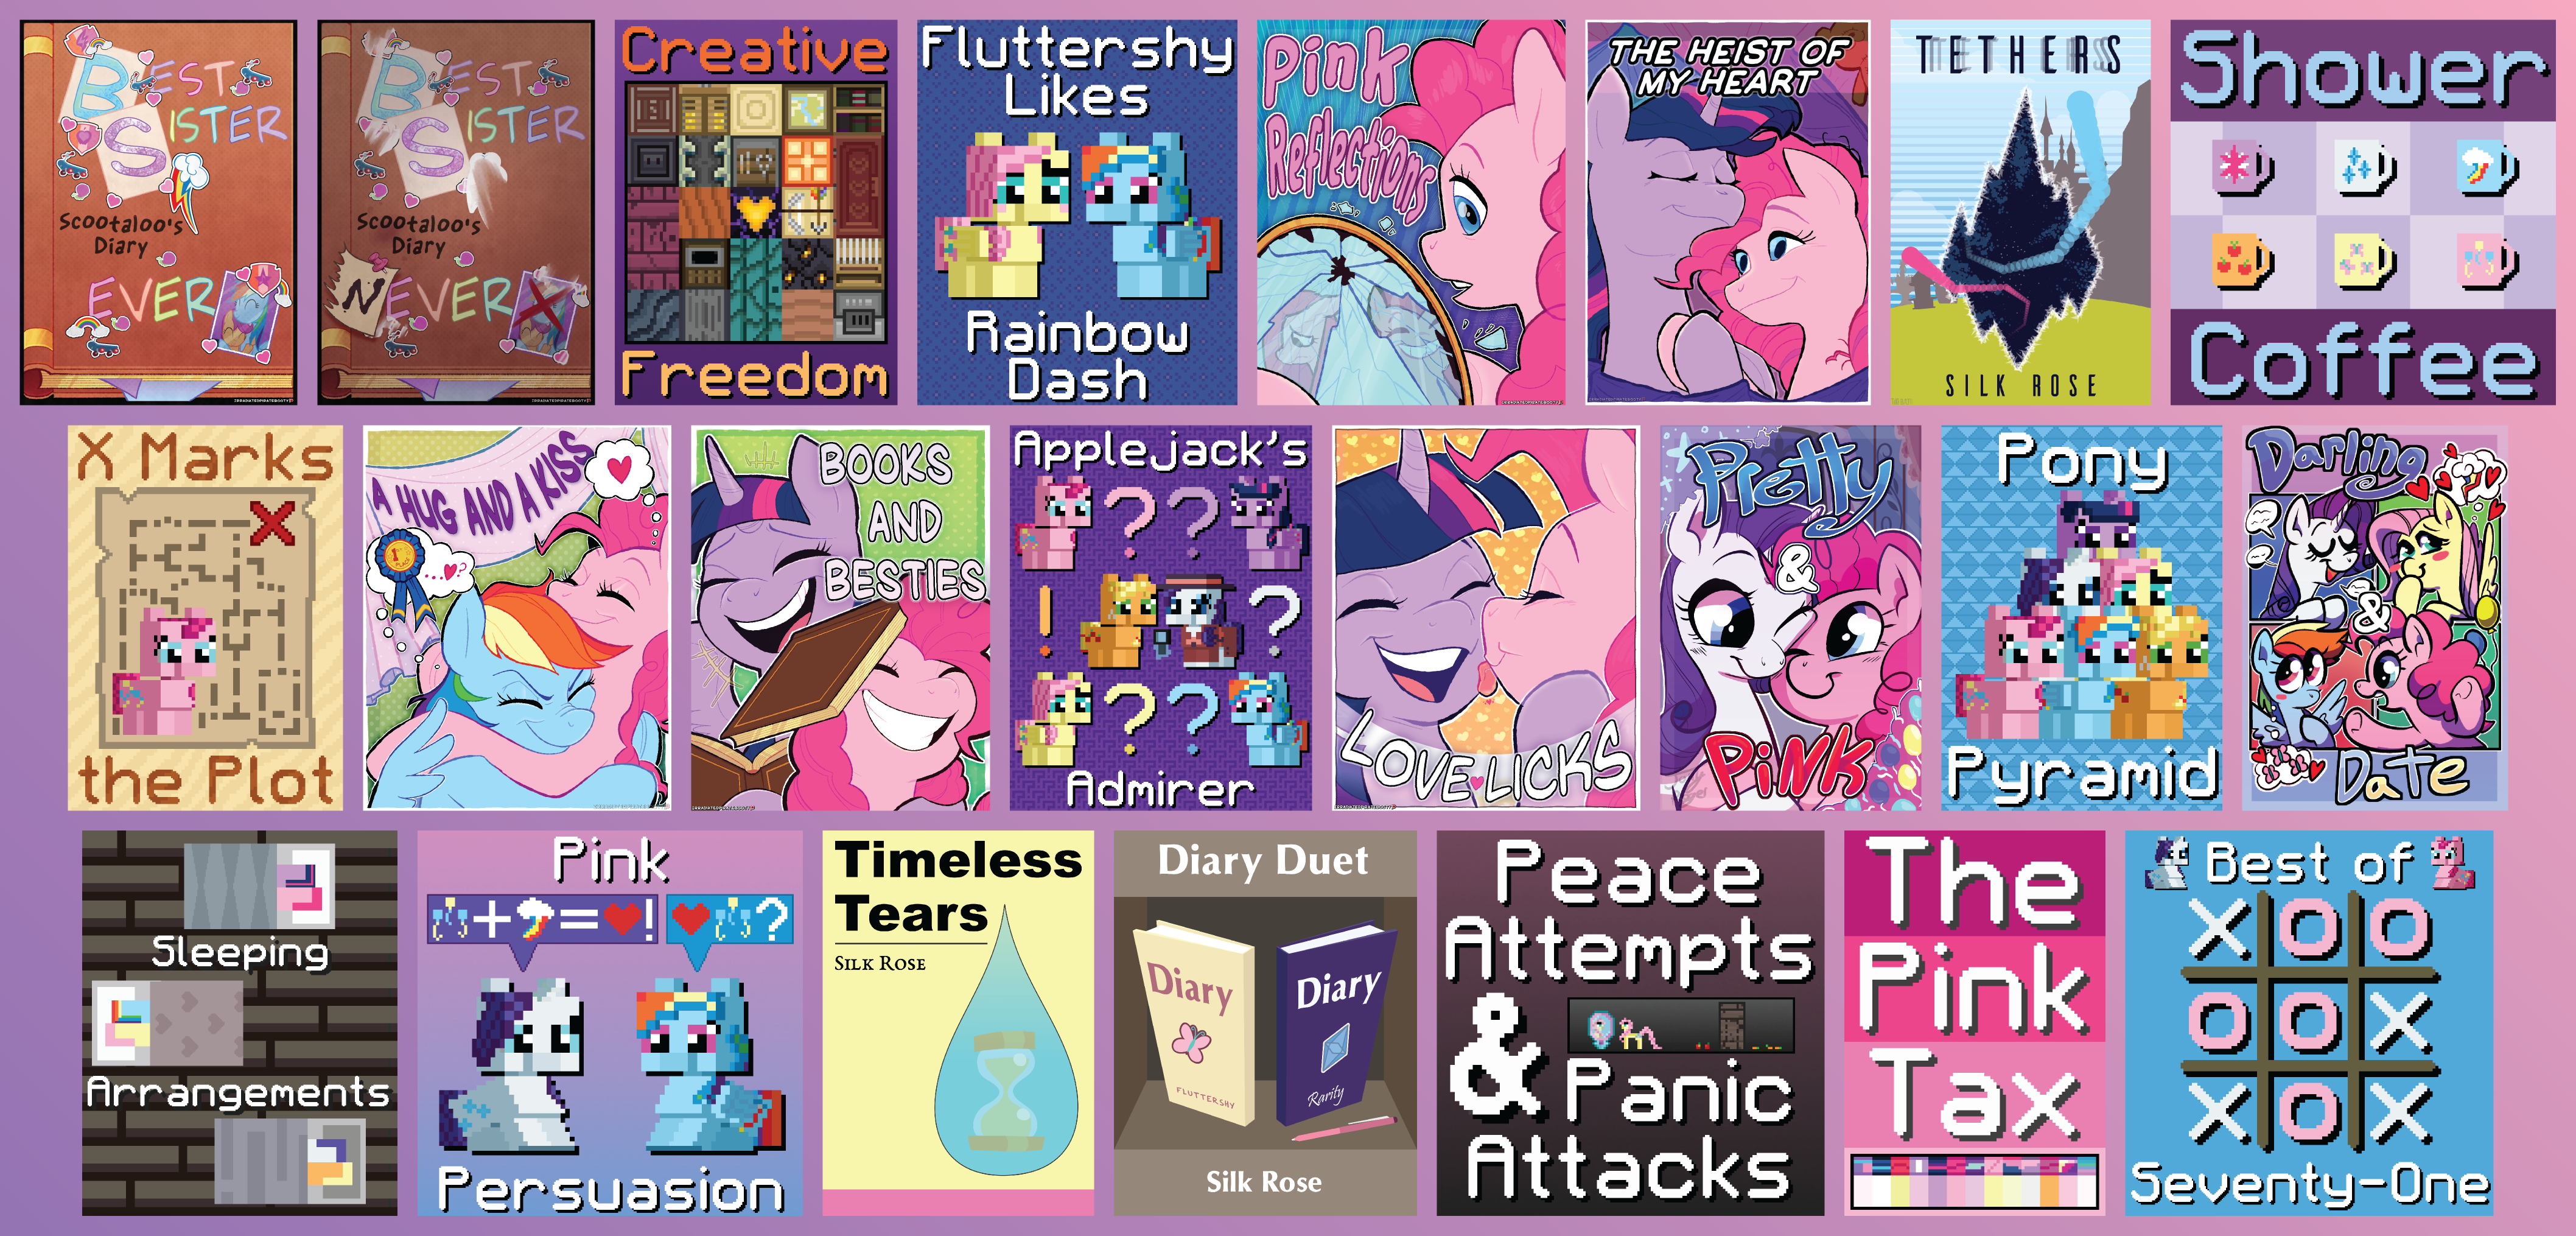 BEST
SISTER
Scootaloo's
Diary
EVER
BEST
SISTER
Scootaloo's
Diary
NEVER
Creative
Freedom
Fluttershy
Likes
Rainbow
Dash
Pink
Reflections
THE HEIST OF
MY HEART
TETHERS
SILK ROSE
Shower
Coffee
X Marks
the Plot
A HUG AND A KISS
1st
...?
BOOKS
AND
BESTIES
Applejack's
? ?
! ?
? ?
Admirer
LOVE LICKS
Pretty
&
PiNK
Pony
Pyramid
Darling
&
Date
Sleeping
Arrangements
Pink
+ = !
?
Persuasion
Timeless
Tears
SILK ROSE
Diary Duet
Diary
FLUTTERSHY
Diary
Rarity
Silk Rose
Peace
Attempts
&
Panic
Attacks
The
Pink
Tax
Best of
X O O
O O X
X O X
Seventy-One